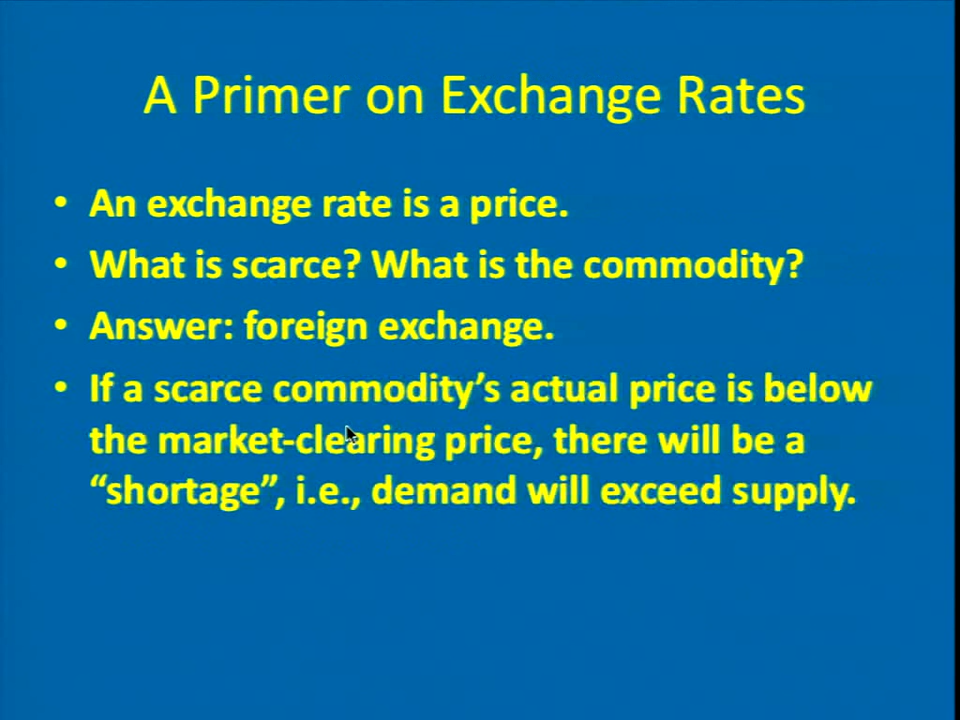 A Primer on Exchange Rates
• An exchange rate is a price.
• What is scarce? What is the commodity?
• Answer: foreign exchange.
• If a scarce commodity’s actual price is below
the market-clearing price, there will be a
“shortage”, i.e., demand will exceed supply.